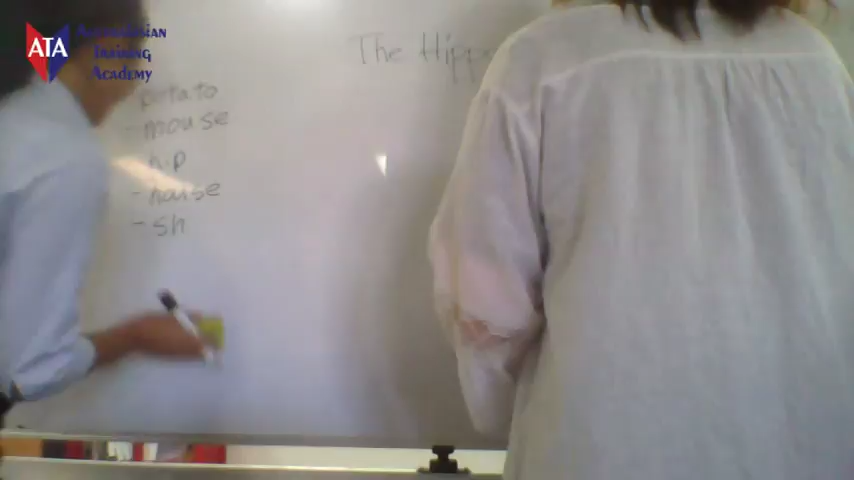 ATA Australasian
Training
Academy
The Hipp
potato
- mouse
hip
- house
- sh